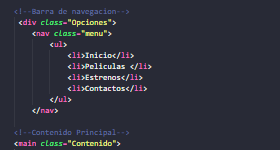 <!--Barra de navegacion-->
<div class="Opciones">
<nav class="menu">
<ul>
<li>Inicio</li>
<li>Peliculas </li>
<li>Estrenos</li>
<li>Contactos</li>
</ul>
</nav>
<!--Contenido Principal-->
<main class="Contenido">